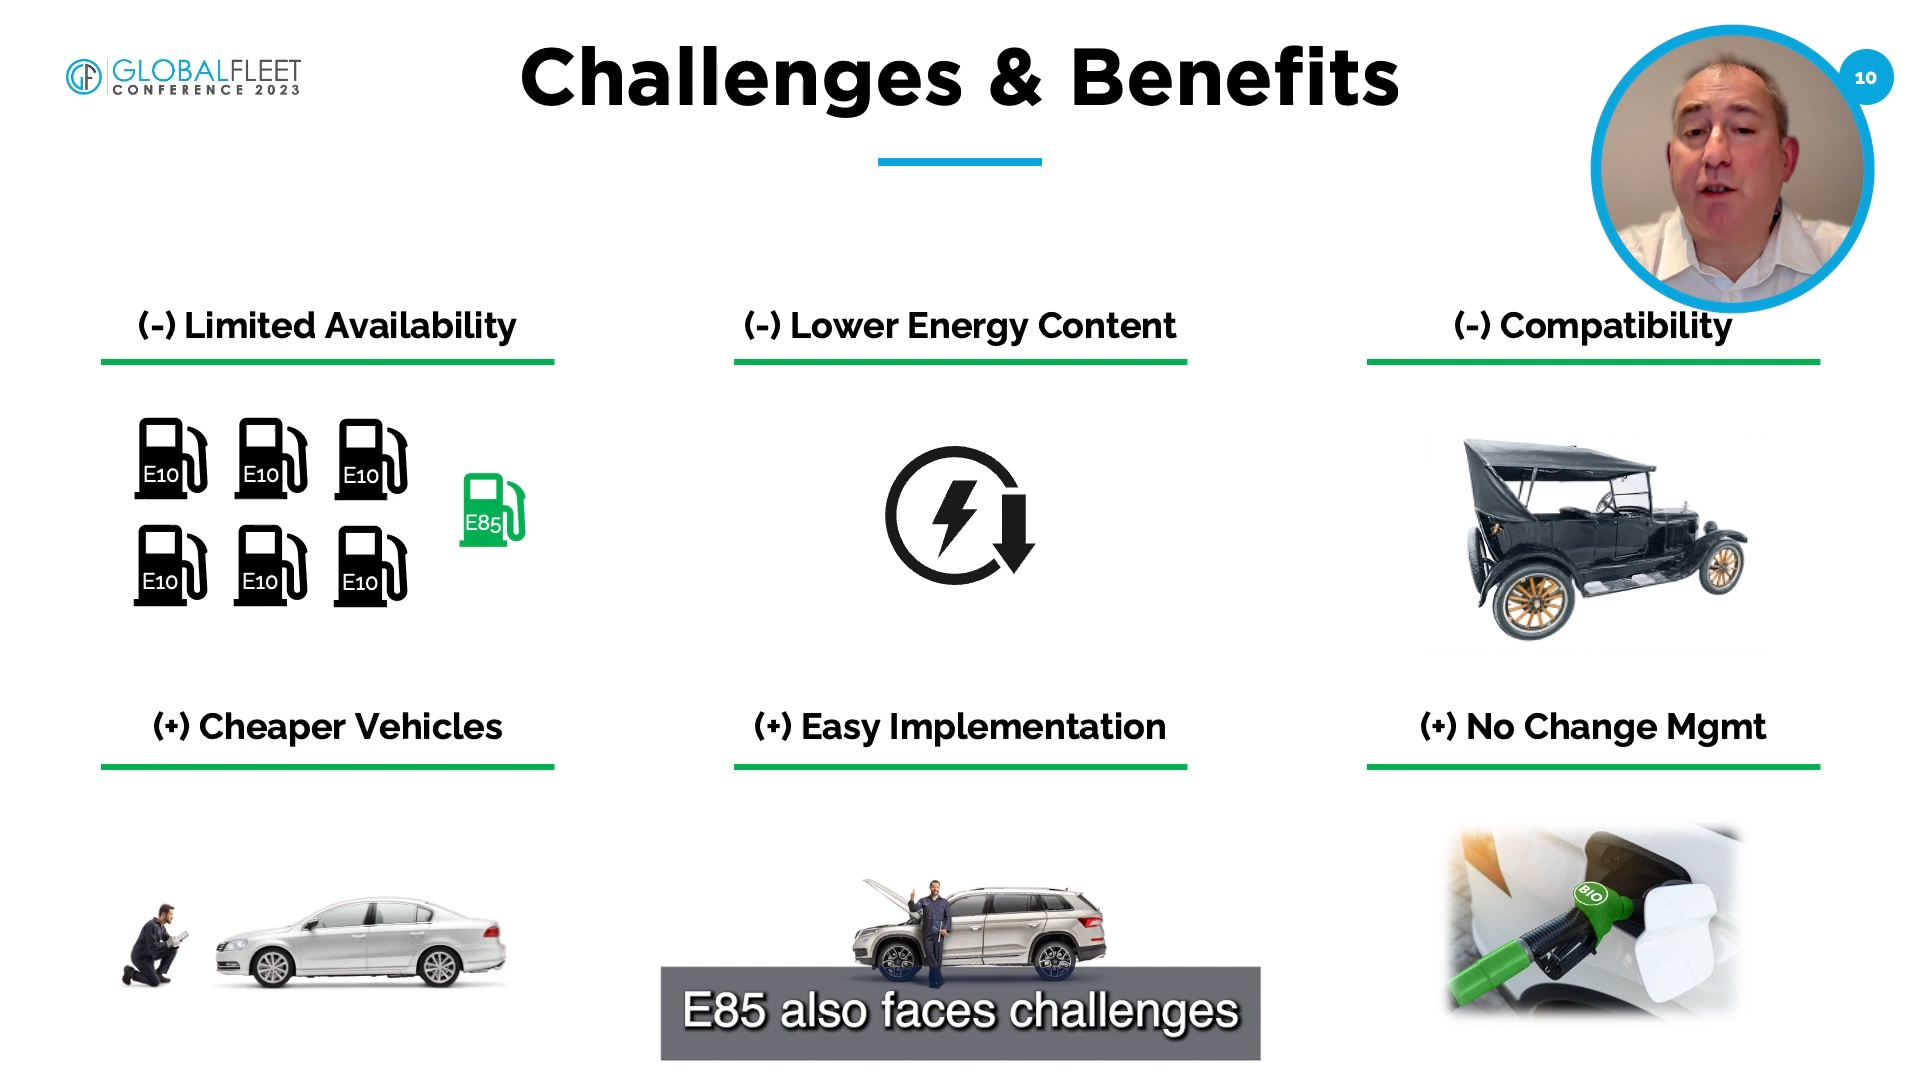 GLOBALFLEET
CONFERENCE 2023
Challenges & Benefits
10
(-) Limited Availability
(-) Lower Energy Content
(-) Compatibility
E10
E10
E10
E85
E10
E10
E10
(+) Cheaper Vehicles
(+) Easy Implementation
(+) No Change Mgmt
BIO
E85 also faces challenges